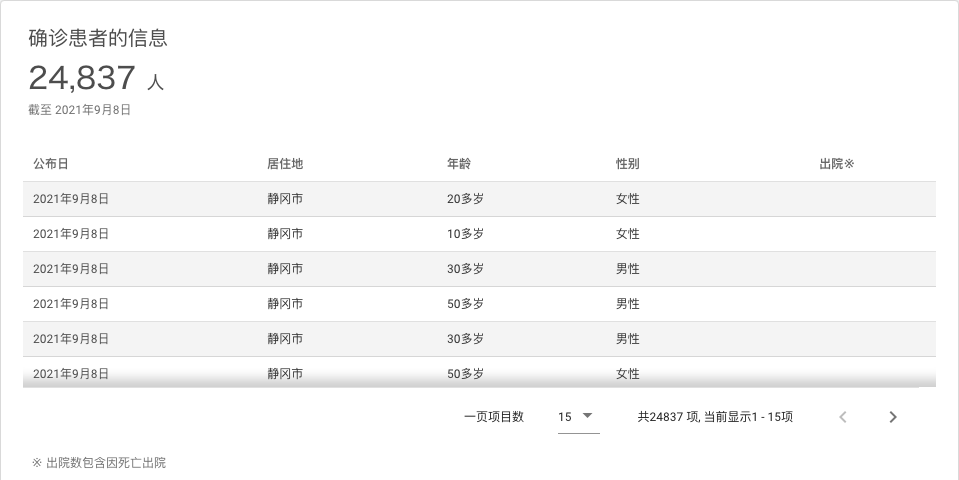 确诊患者的信息
24,837 人
截至 2021年9月8日
公布日 居住地 年龄 性别 出院※
2021年9月8日 静冈市 20多岁 女性
2021年9月8日 静冈市 10多岁 女性
2021年9月8日 静冈市 30多岁 男性
2021年9月8日 静冈市 50多岁 男性
2021年9月8日 静冈市 30多岁 男性
2021年9月8日 静冈市 50多岁 女性
一页项目数 15 共24837 项, 当前显示1 - 15项
※ 出院数包含因死亡出院